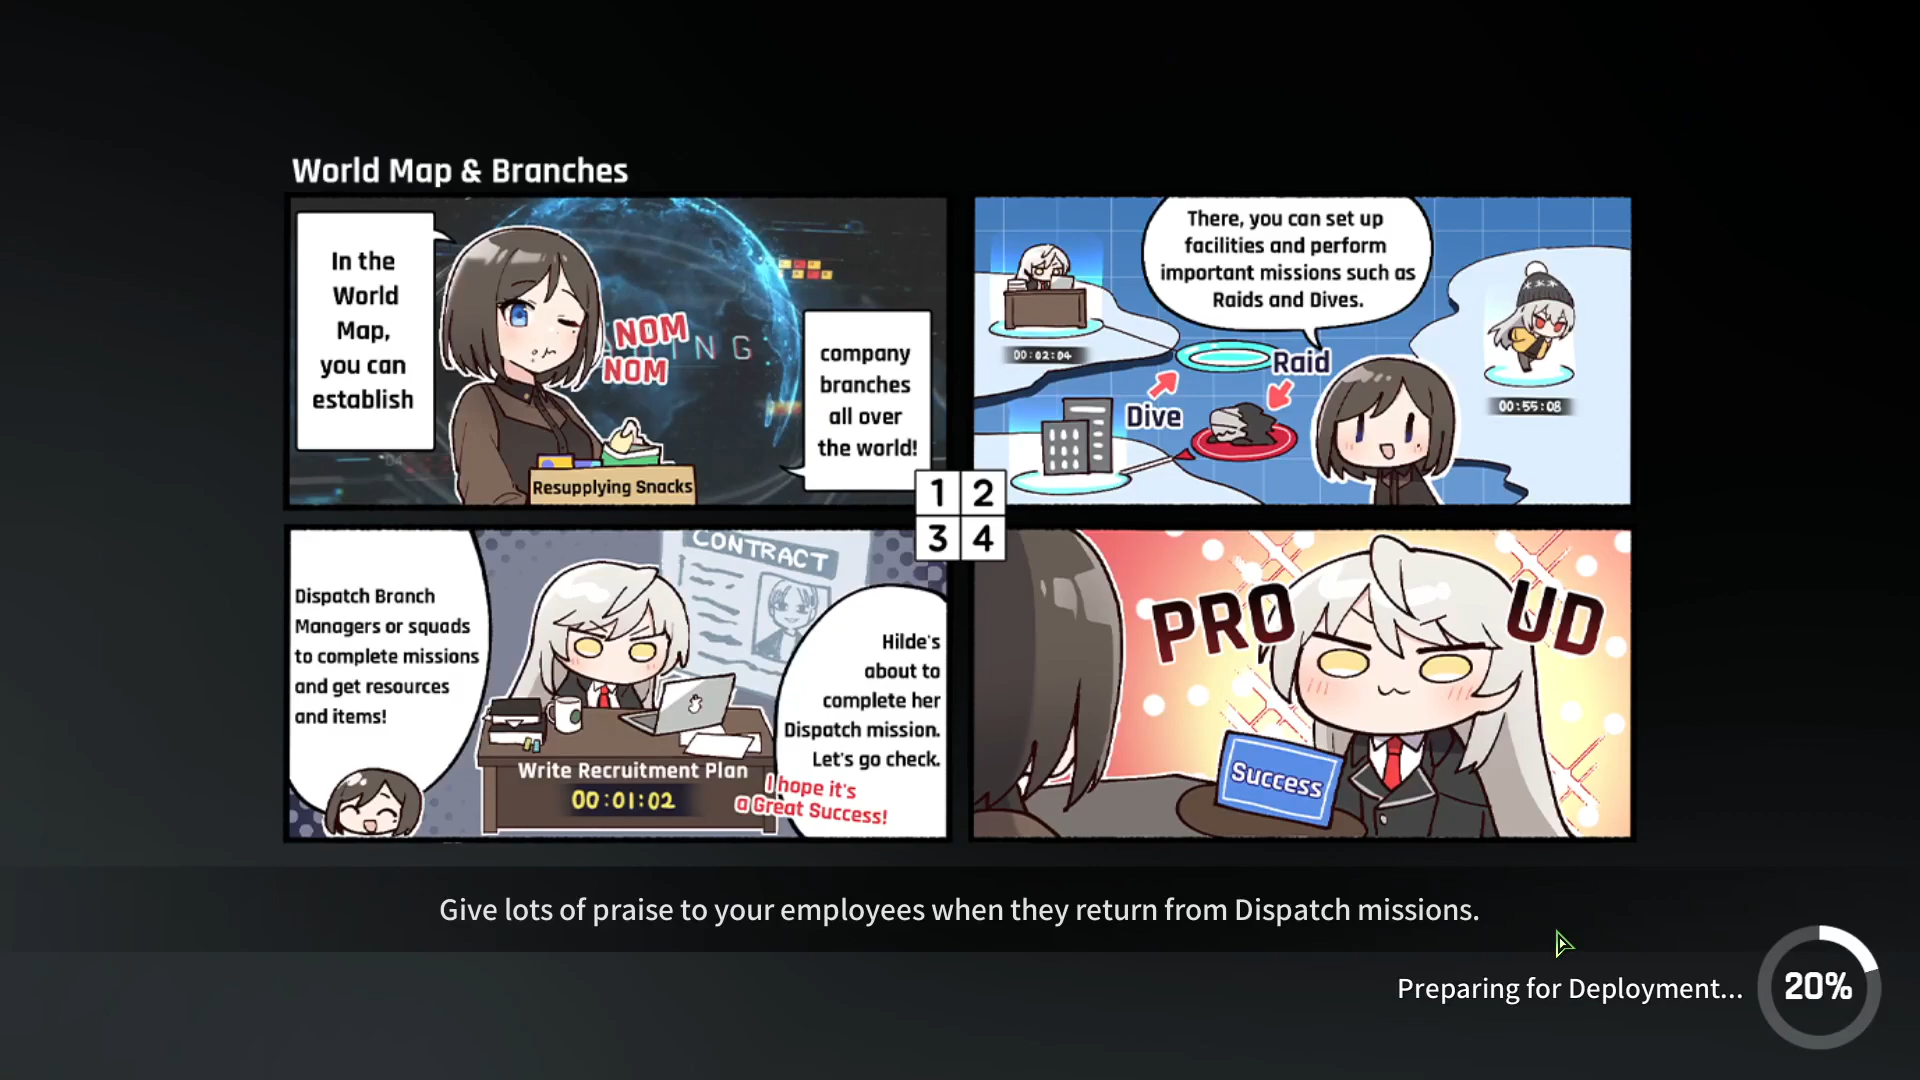 World Map & Branches
In the
World
Map,
you can
establish
NOM
NOM
company
branches
all over
the world!
Resupplying Snacks
There, you can set up
facilities and perform
important missions such as
Raids and Dives.
00:02:04
Raid
Dive
00:55:08
1 2
3 4
Dispatch Branch
Managers or squads
to complete missions
and get resources
and items!
CONTRACT
Hilde's
about to
complete her
Dispatch mission.
Let's go check.
Write Recruitment Plan
00:01:02
I hope it's
a Great Success!
PROUD
Success
Give lots of praise to your employees when they return from Dispatch missions.
Preparing for Deployment...
20%